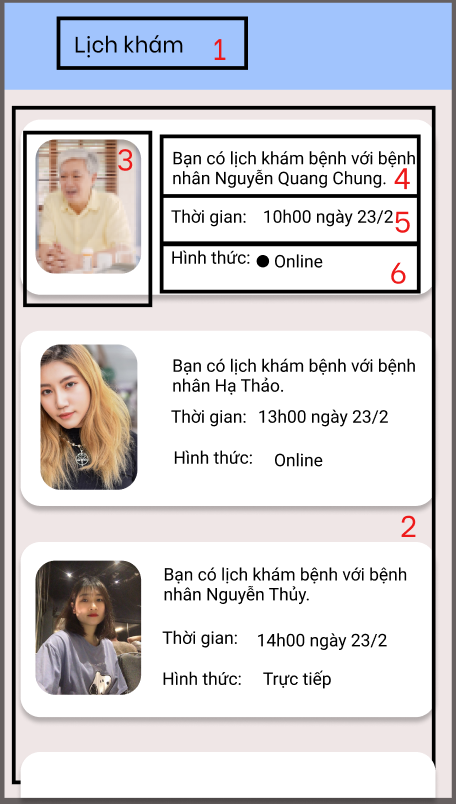 Lịch khám 1
3
Bạn có lịch khám bệnh với bệnh
nhân Nguyễn Quang Chung. 4
Thời gian: 10h00 ngày 23/2 5
Hình thức: Online
6
Bạn có lịch khám bệnh với bệnh
nhân Hạ Thảo.
Thời gian: 13h00 ngày 23/2
Hình thức: Online
2
Bạn có lịch khám bệnh với bệnh
nhân Nguyễn Thủy.
Thời gian: 14h00 ngày 23/2
Hình thức: Trực tiếp